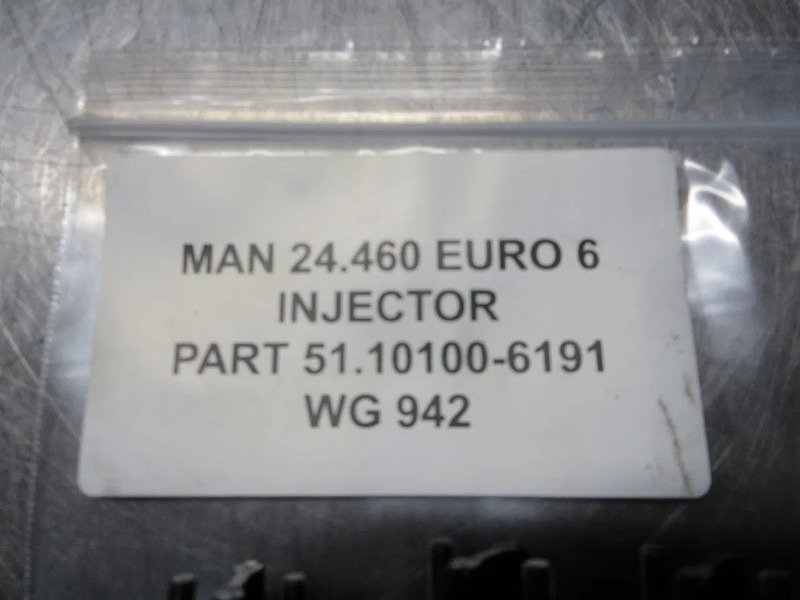 MAN 24.460 EURO 6
INJECTOR
PART 51.10100-6191
WG 942